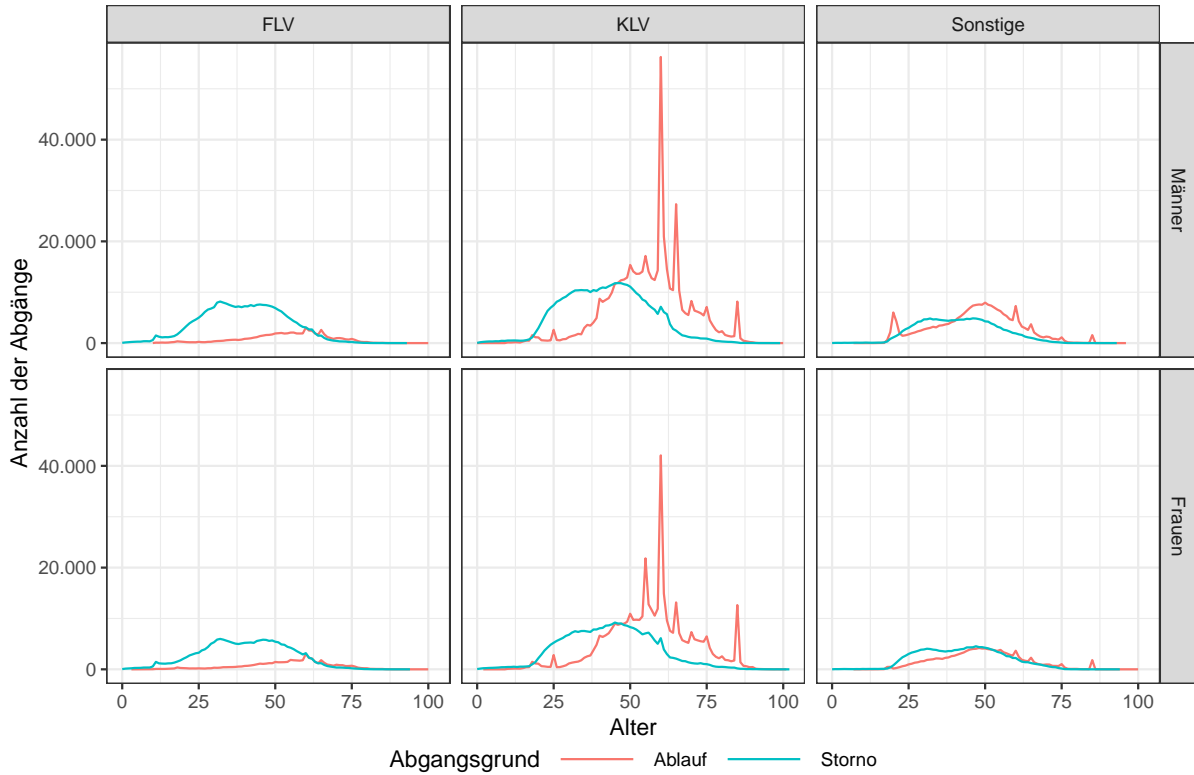 FLV KLV Sonstige
Anzahl der Abgänge
40.000
20.000
0
Männer
40.000
20.000
0
Frauen
0 25 50 75 100 0 25 50 75 100 0 25 50 75 100
Alter
Abgangsgrund Ablauf Storno